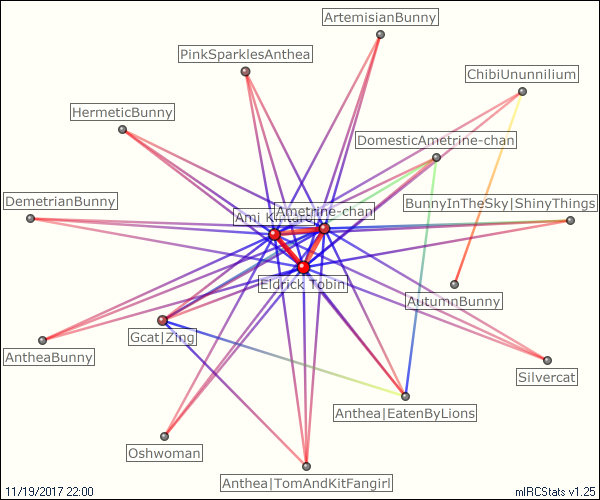 ArtemisianBunny
PinkSparklesAnthea
ChibiUnunnilium
HermeticBunny
DomesticAmetrine-chan
DemetrianBunny
BunnyInTheSky|ShinyThings
Ametrine-chan
Ami
Eldrick Tobin
AutumnBunny
Gcat|Zing
AntheaBunny
Silvercat
Anthea|EatenByLions
Oshwoman
Anthea|TomAndKitFangirl
11/19/2017 22:00
mIRCStats v1.25